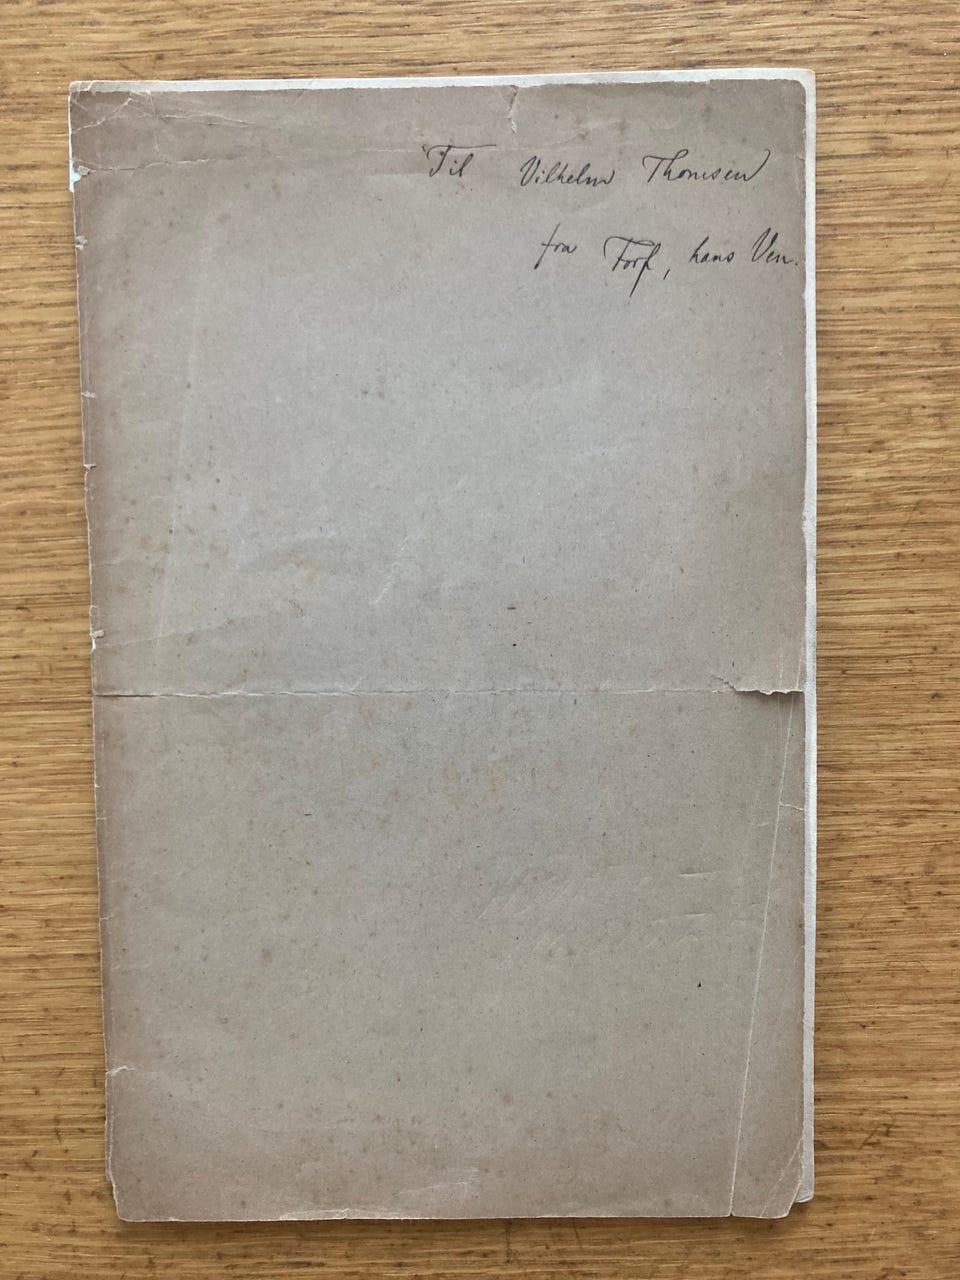 Til Vilhelm Thomsen
fra Torp, hans Ven.